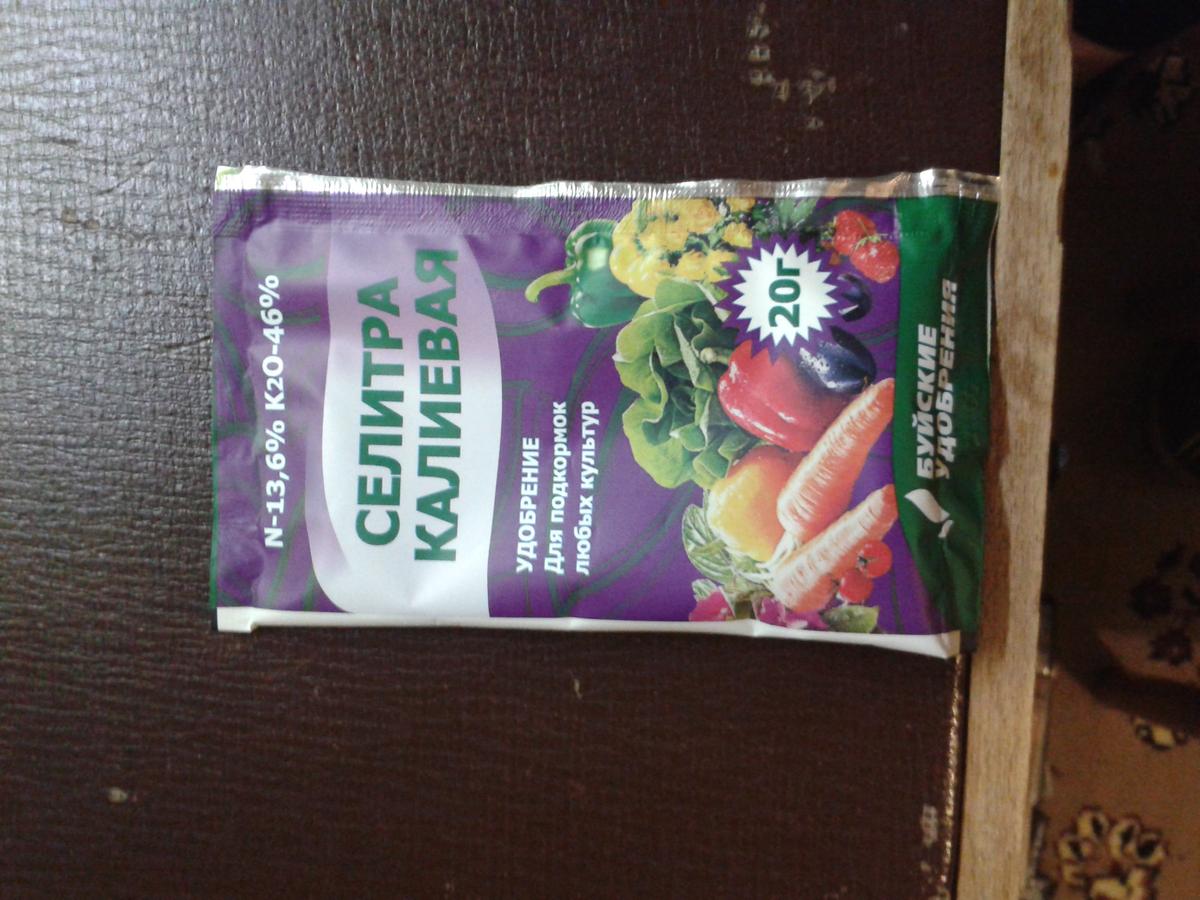 N-13,6% K2O-46%
СЕЛИТРА
КАЛИЕВАЯ
УДОБРЕНИЕ
Для подкормок
любых культур
20г
БУЙСКИЕ
УДОБРЕНИЯ